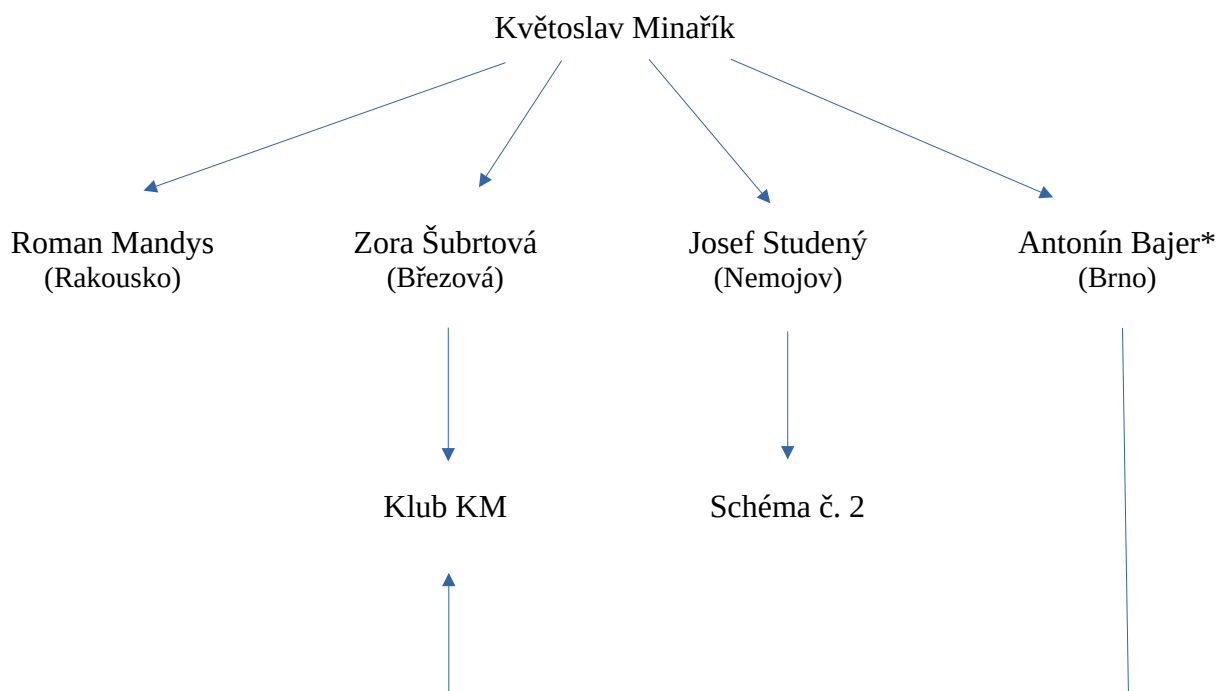 Květoslav Minařík
Roman Mandys
(Rakousko)
Zora Šubrtová
(Březová)
Josef Studený
(Nemojov)
Antonín Bajer*
(Brno)
Klub KM
Schéma č. 2